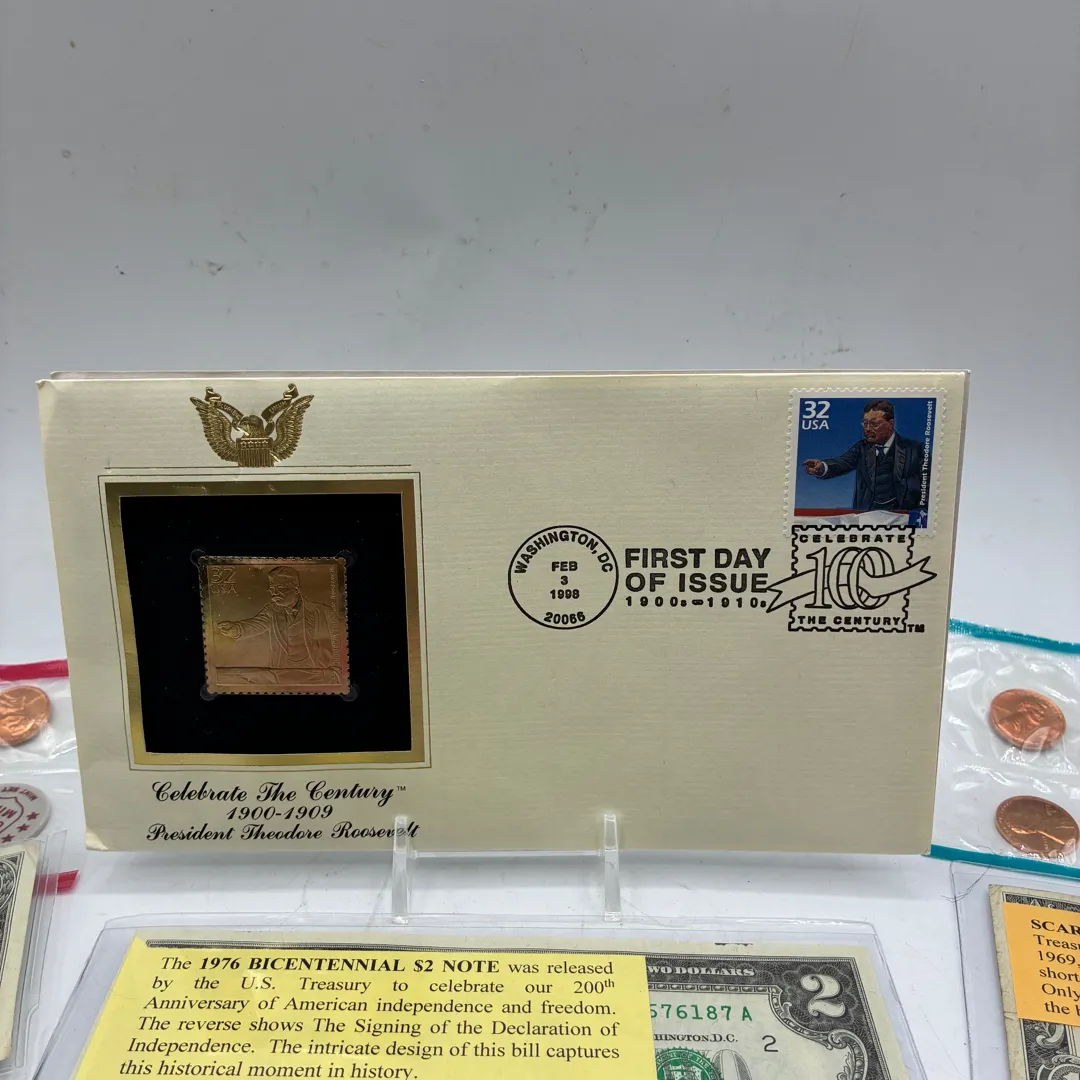 32
USA
President Theodore Roosevelt
WASHINGTON, DC
FEB
3
1998
20066
FIRST DAY
OF ISSUE
1900s - 1910s
CELEBRATE
100
THE CENTURY
TM
32
USA
Celebrate The Century™
1900-1909
President Theodore Roosevelt
The 1976 BICENTENNIAL $2 NOTE was released
by the U.S. Treasury to celebrate our 200th
Anniversary of American independence and freedom.
The reverse shows The Signing of the Declaration of
Independence. The intricate design of this bill captures
this historical moment in history.
WO DOLLARS
2
576187 A
HINGTON, D.C.
2
SCAR
Treas
1969,
short
Only
the b